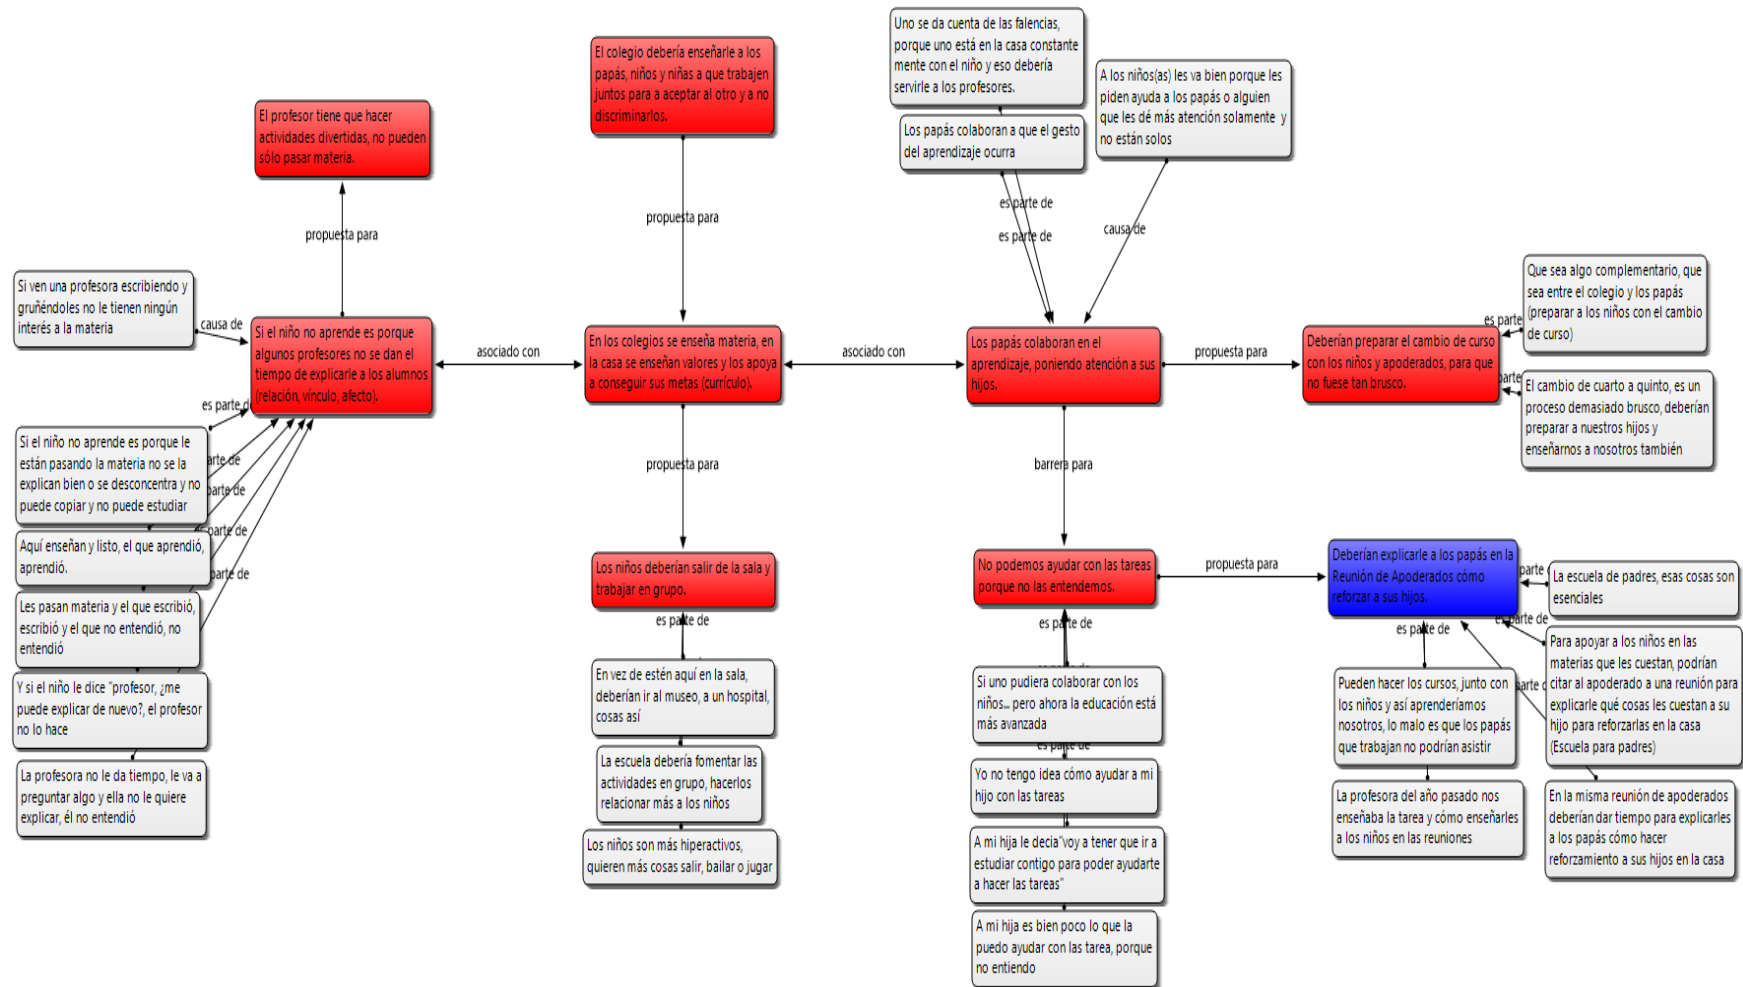 El profesor tiene que hacer
actividades divertidas, no pueden
sólo pasar materia.
El colegio debería enseñarle a los
papás, niños y niñas a que trabajen
juntos para a aceptar al otro y a no
discriminarlos.
Uno se da cuenta de las falencias,
porque uno está en la casa constante
mente con el niño y eso debería
servirle a los profesores.
Los papás colaboran a que el gesto
del aprendizaje ocurra
A los niños(as) les va bien porque les
piden ayuda a los papás o alguien
que les dé más atención solamente y
no están solos
propuesta para
propuesta para
es parte de
es parte de
causa de
Si ven una profesora escribiendo y
gruñéndoles no le tienen ningún
interés a la materia
causa de
Si el niño no aprende es porque
algunos profesores no se dan el
tiempo de explicarle a los alumnos
(relación, vínculo, afecto).
asociado con
En los colegios se enseña materia, en
la casa se enseñan valores y los apoya
a conseguir sus metas (currículo).
asociado con
Los papás colaboran en el
aprendizaje, poniendo atención a sus
hijos.
propuesta para
Deberían preparar el cambio de curso
con los niños y apoderados, para que
no fuese tan brusco.
es parte
Que sea algo complementario, que
sea entre el colegio y los papás
(preparar a los niños con el cambio
de curso)
parte
El cambio de cuarto a quinto, es un
proceso demasiado brusco, deberían
preparar a nuestros hijos y
enseñarnos a nosotros también
es parte d
parte de
parte de
es parte de
parte de
Si el niño no aprende es porque le
están pasando la materia no se la
explican bien o se desconcentra y no
puede copiar y no puede estudiar
Aquí enseñan y listo, el que aprendió,
aprendió.
Les pasan materia y el que escribió,
escribió y el que no entendió, no
entendió
Y si el niño le dice "profesor, ¿me
puede explicar de nuevo?, el profesor
no lo hace
La profesora no le da tiempo, le va a
preguntar algo y ella no le quiere
explicar, él no entendió
propuesta para
Los niños deberían salir de la sala y
trabajar en grupo.
es parte de
En vez de estén aquí en la sala,
deberían ir al museo, a un hospital,
cosas así
La escuela debería fomentar las
actividades en grupo, hacerlos
relacionar más a los niños
Los niños son más hiperactivos,
quieren más cosas salir, bailar o jugar
barrera para
No podemos ayudar con las tareas
porque no las entendemos.
es parte de
Si uno pudiera colaborar con los
niños... pero ahora la educación está
más avanzada
es parte de
Yo no tengo idea cómo ayudar a mi
hijo con las tareas
A mi hija le decia"voy a tener que ir a
estudiar contigo para poder ayudarte
a hacer las tareas"
A mi hija es bien poco lo que la
puedo ayudar con las tarea, porque
no entiendo
propuesta para
Deberían explicarle a los papás en la
Reunión de Apoderados cómo
reforzar a sus hijos.
parte
La escuela de padres, esas cosas son
esenciales
es parte de
es parte de
parte
Para apoyar a los niños en las
materias que les cuestan, podrían
citar al apoderado a una reunión para
explicarle qué cosas les cuestan a su
hijo para reforzarlas en la casa
(Escuela para padres)
Pueden hacer los cursos, junto con
los niños y así aprenderíamos
nosotros, lo malo es que los papás
que trabajan no podrían asistir
La profesora del año pasado nos
enseñaba la tarea y cómo enseñarles
a los niños en las reuniones
En la misma reunión de apoderados
deberían dar tiempo para explicarles
a los papás cómo hacer
reforzamiento a sus hijos en la casa